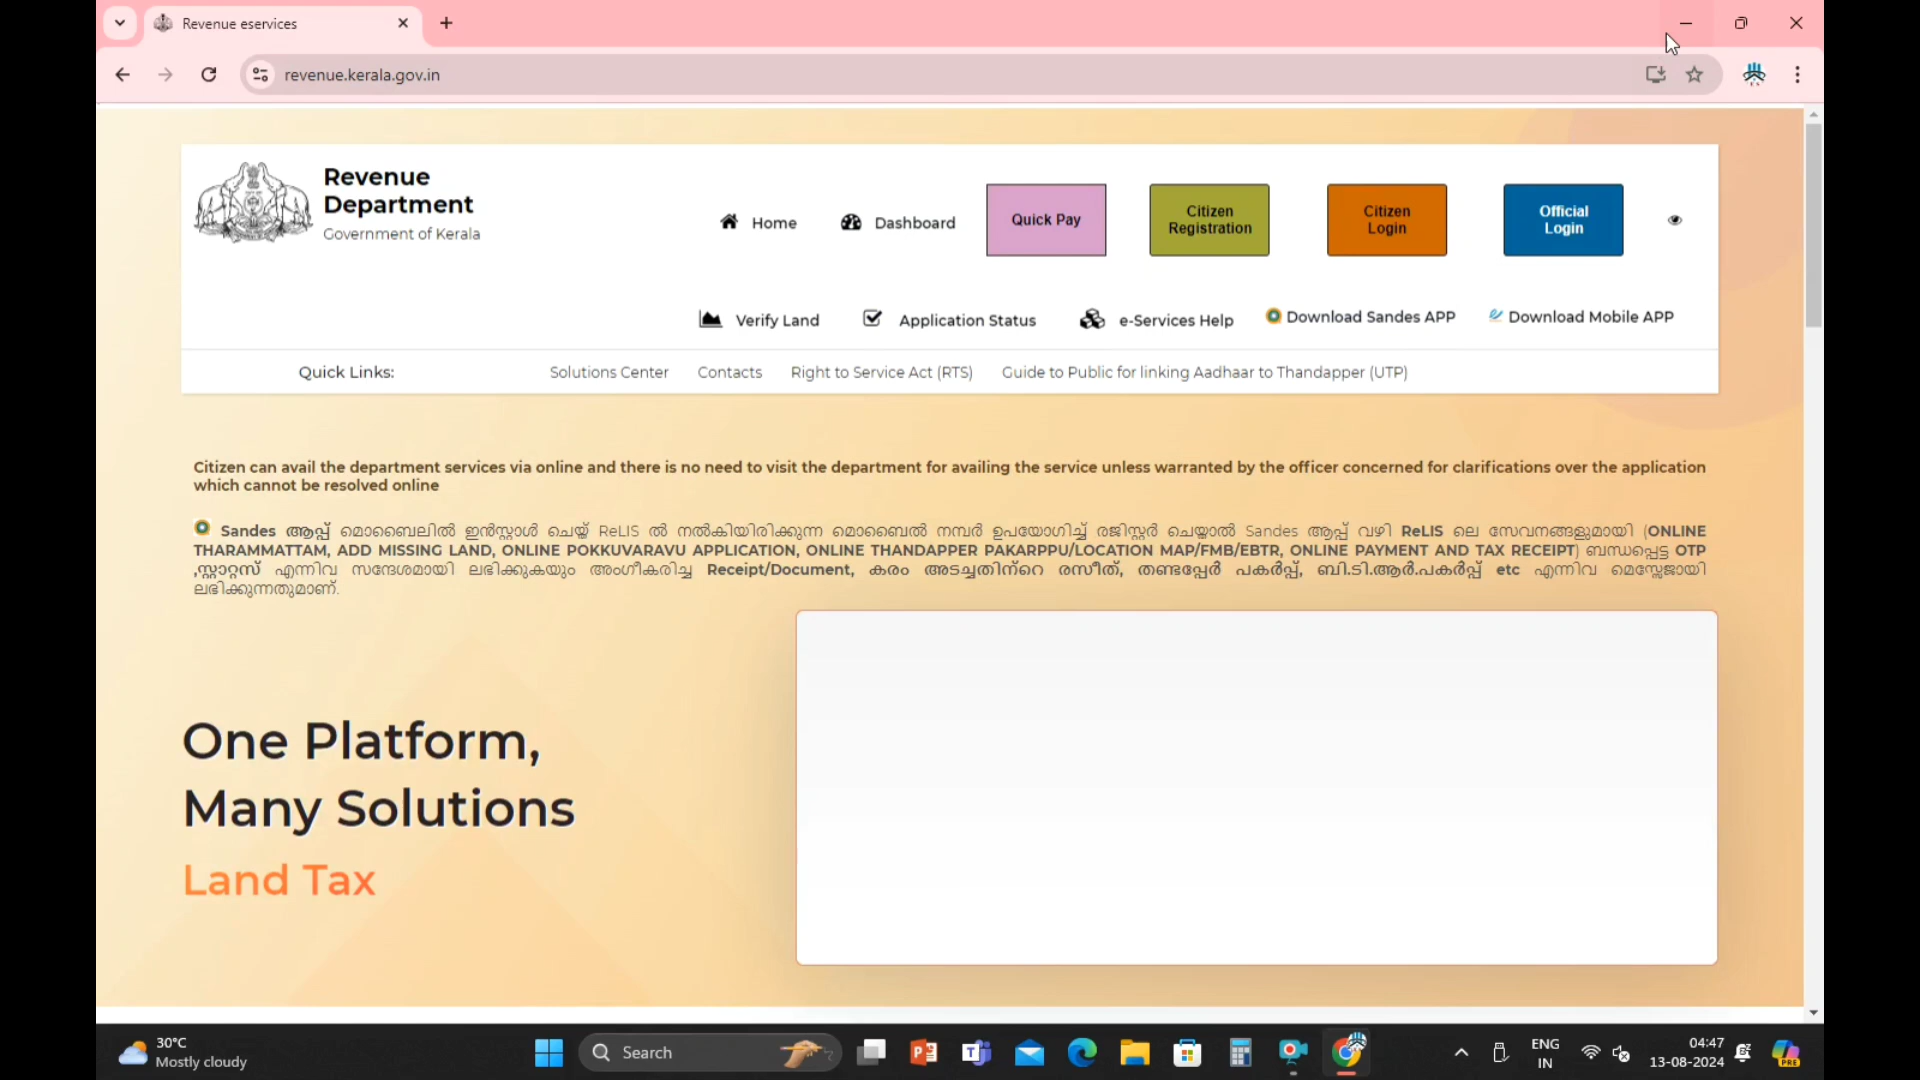 Revenue eservices
revenue.kerala.gov.in
Revenue
Department
Government of Kerala
Home
Dashboard
Quick Pay
Citizen
Registration
Citizen
Login
Official
Login
Verify Land
Application Status
e-Services Help
Download Sandes APP
Download Mobile APP
Quick Links:
Solutions Center
Contacts
Right to Service Act (RTS)
Guide to Public for linking Aadhaar to Thandapper (UTP)
Citizen can avail the department services via online and there is no need to visit the department for availing the service unless warranted by the officer concerned for clarifications over the application
which cannot be resolved online
Sandes ആപ്പ് മൊബൈലിൽ ഇൻസ്റ്റാൾ ചെയ്ത് ReLIS ൽ നൽകിയിരിക്കുന്ന മൊബൈൽ നമ്പർ ഉപയോഗിച്ച് രജിസ്റ്റർ ചെയ്താൽ Sandes ആപ്പ് വഴി ReLIS ലെ സേവനങ്ങളുമായി (ONLINE
THARAMMATTAM, ADD MISSING LAND, ONLINE POKKUVARAVU APPLICATION, ONLINE THANDAPPER PAKARPPU/LOCATION MAP/FMB/EBTR, ONLINE PAYMENT AND TAX RECEIPT) ബന്ധപ്പെട്ട OTP
,സ്റ്റാറ്റസ് എന്നിവ സന്ദേശമായി ലഭിക്കുകയും അംഗീകരിച്ച Receipt/Document, കരം അടച്ചതിന്റെ രസീത്, തണ്ടപ്പേർ പകർപ്പ്, ബി.ടി.ആർ.പകർപ്പ് etc എന്നിവ മെസ്സേജായി
ലഭിക്കുന്നതുമാണ്.
One Platform,
Many Solutions
Land Tax
30°C
Mostly cloudy
Search
ENG
IN
04:47
13-08-2024
PRE